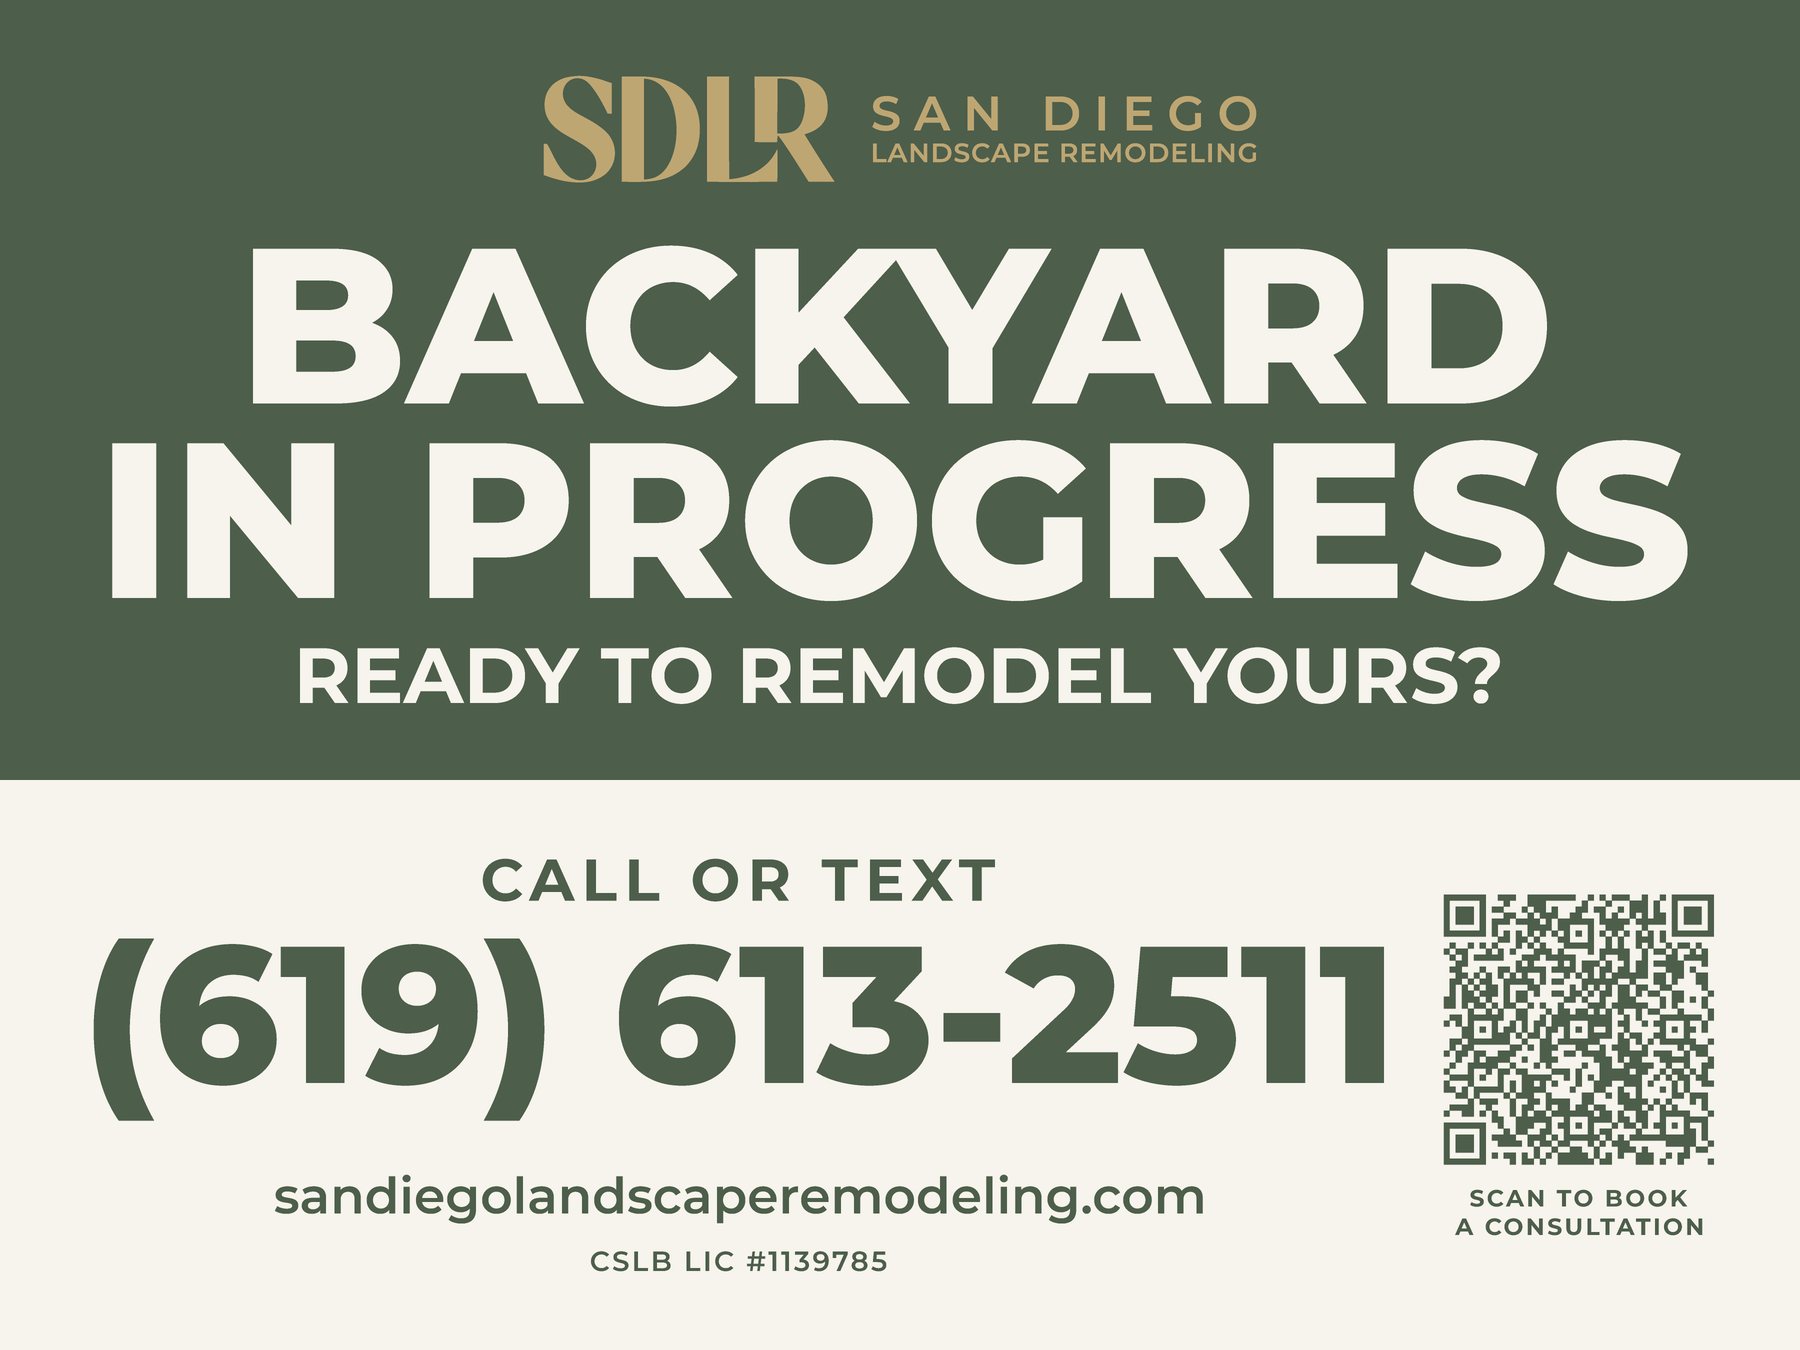 SDLR
SAN DIEGO
LANDSCAPE REMODELING
BACKYARD
IN PROGRESS
READY TO REMODEL YOURS?
CALL OR TEXT
(619) 613-2511
sandiegolandscaperemodeling.com
CSLB LIC #1139785
SCAN TO BOOK
A CONSULTATION